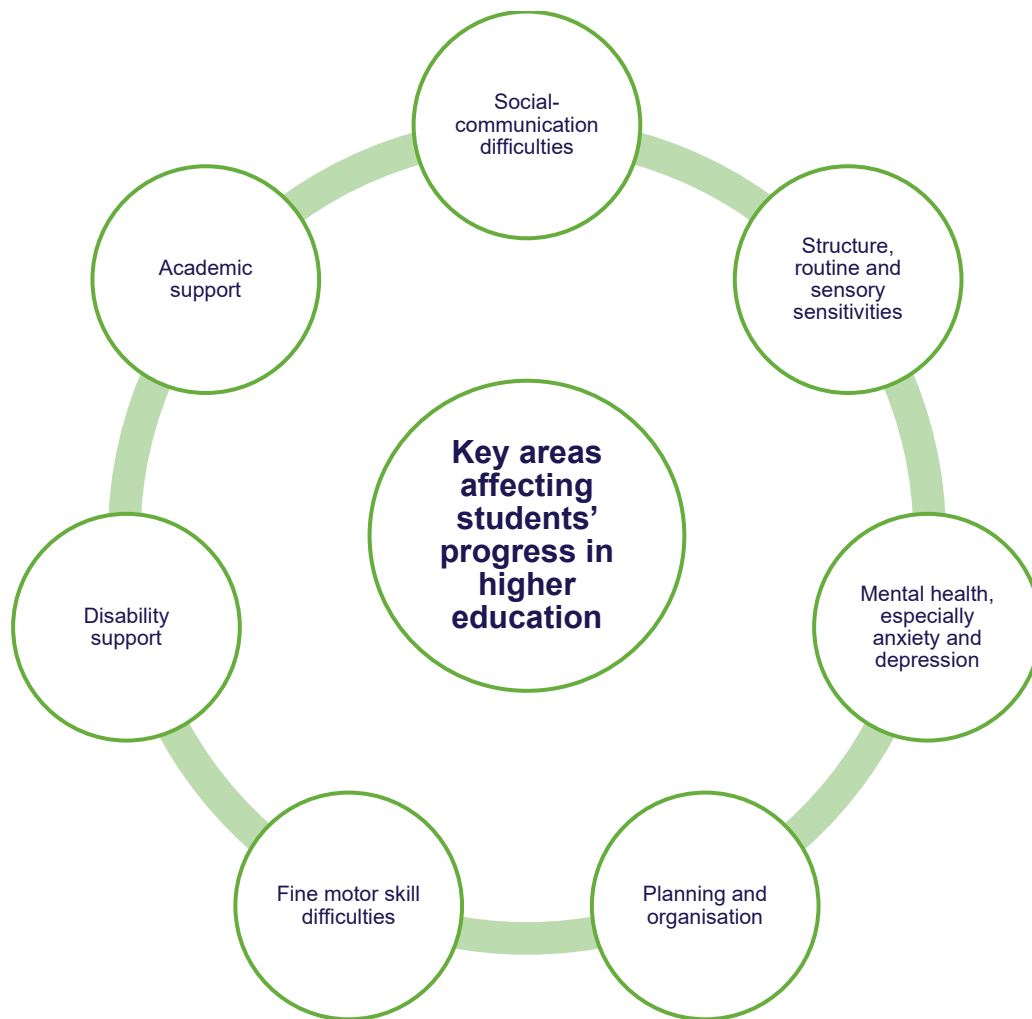 Social-
communication
difficulties
Structure,
routine and
sensory
sensitivities
Mental health,
especially
anxiety and
depression
Planning and
organisation
Fine motor skill
difficulties
Disability
support
Academic
support
Key areas
affecting
students’
progress in
higher
education